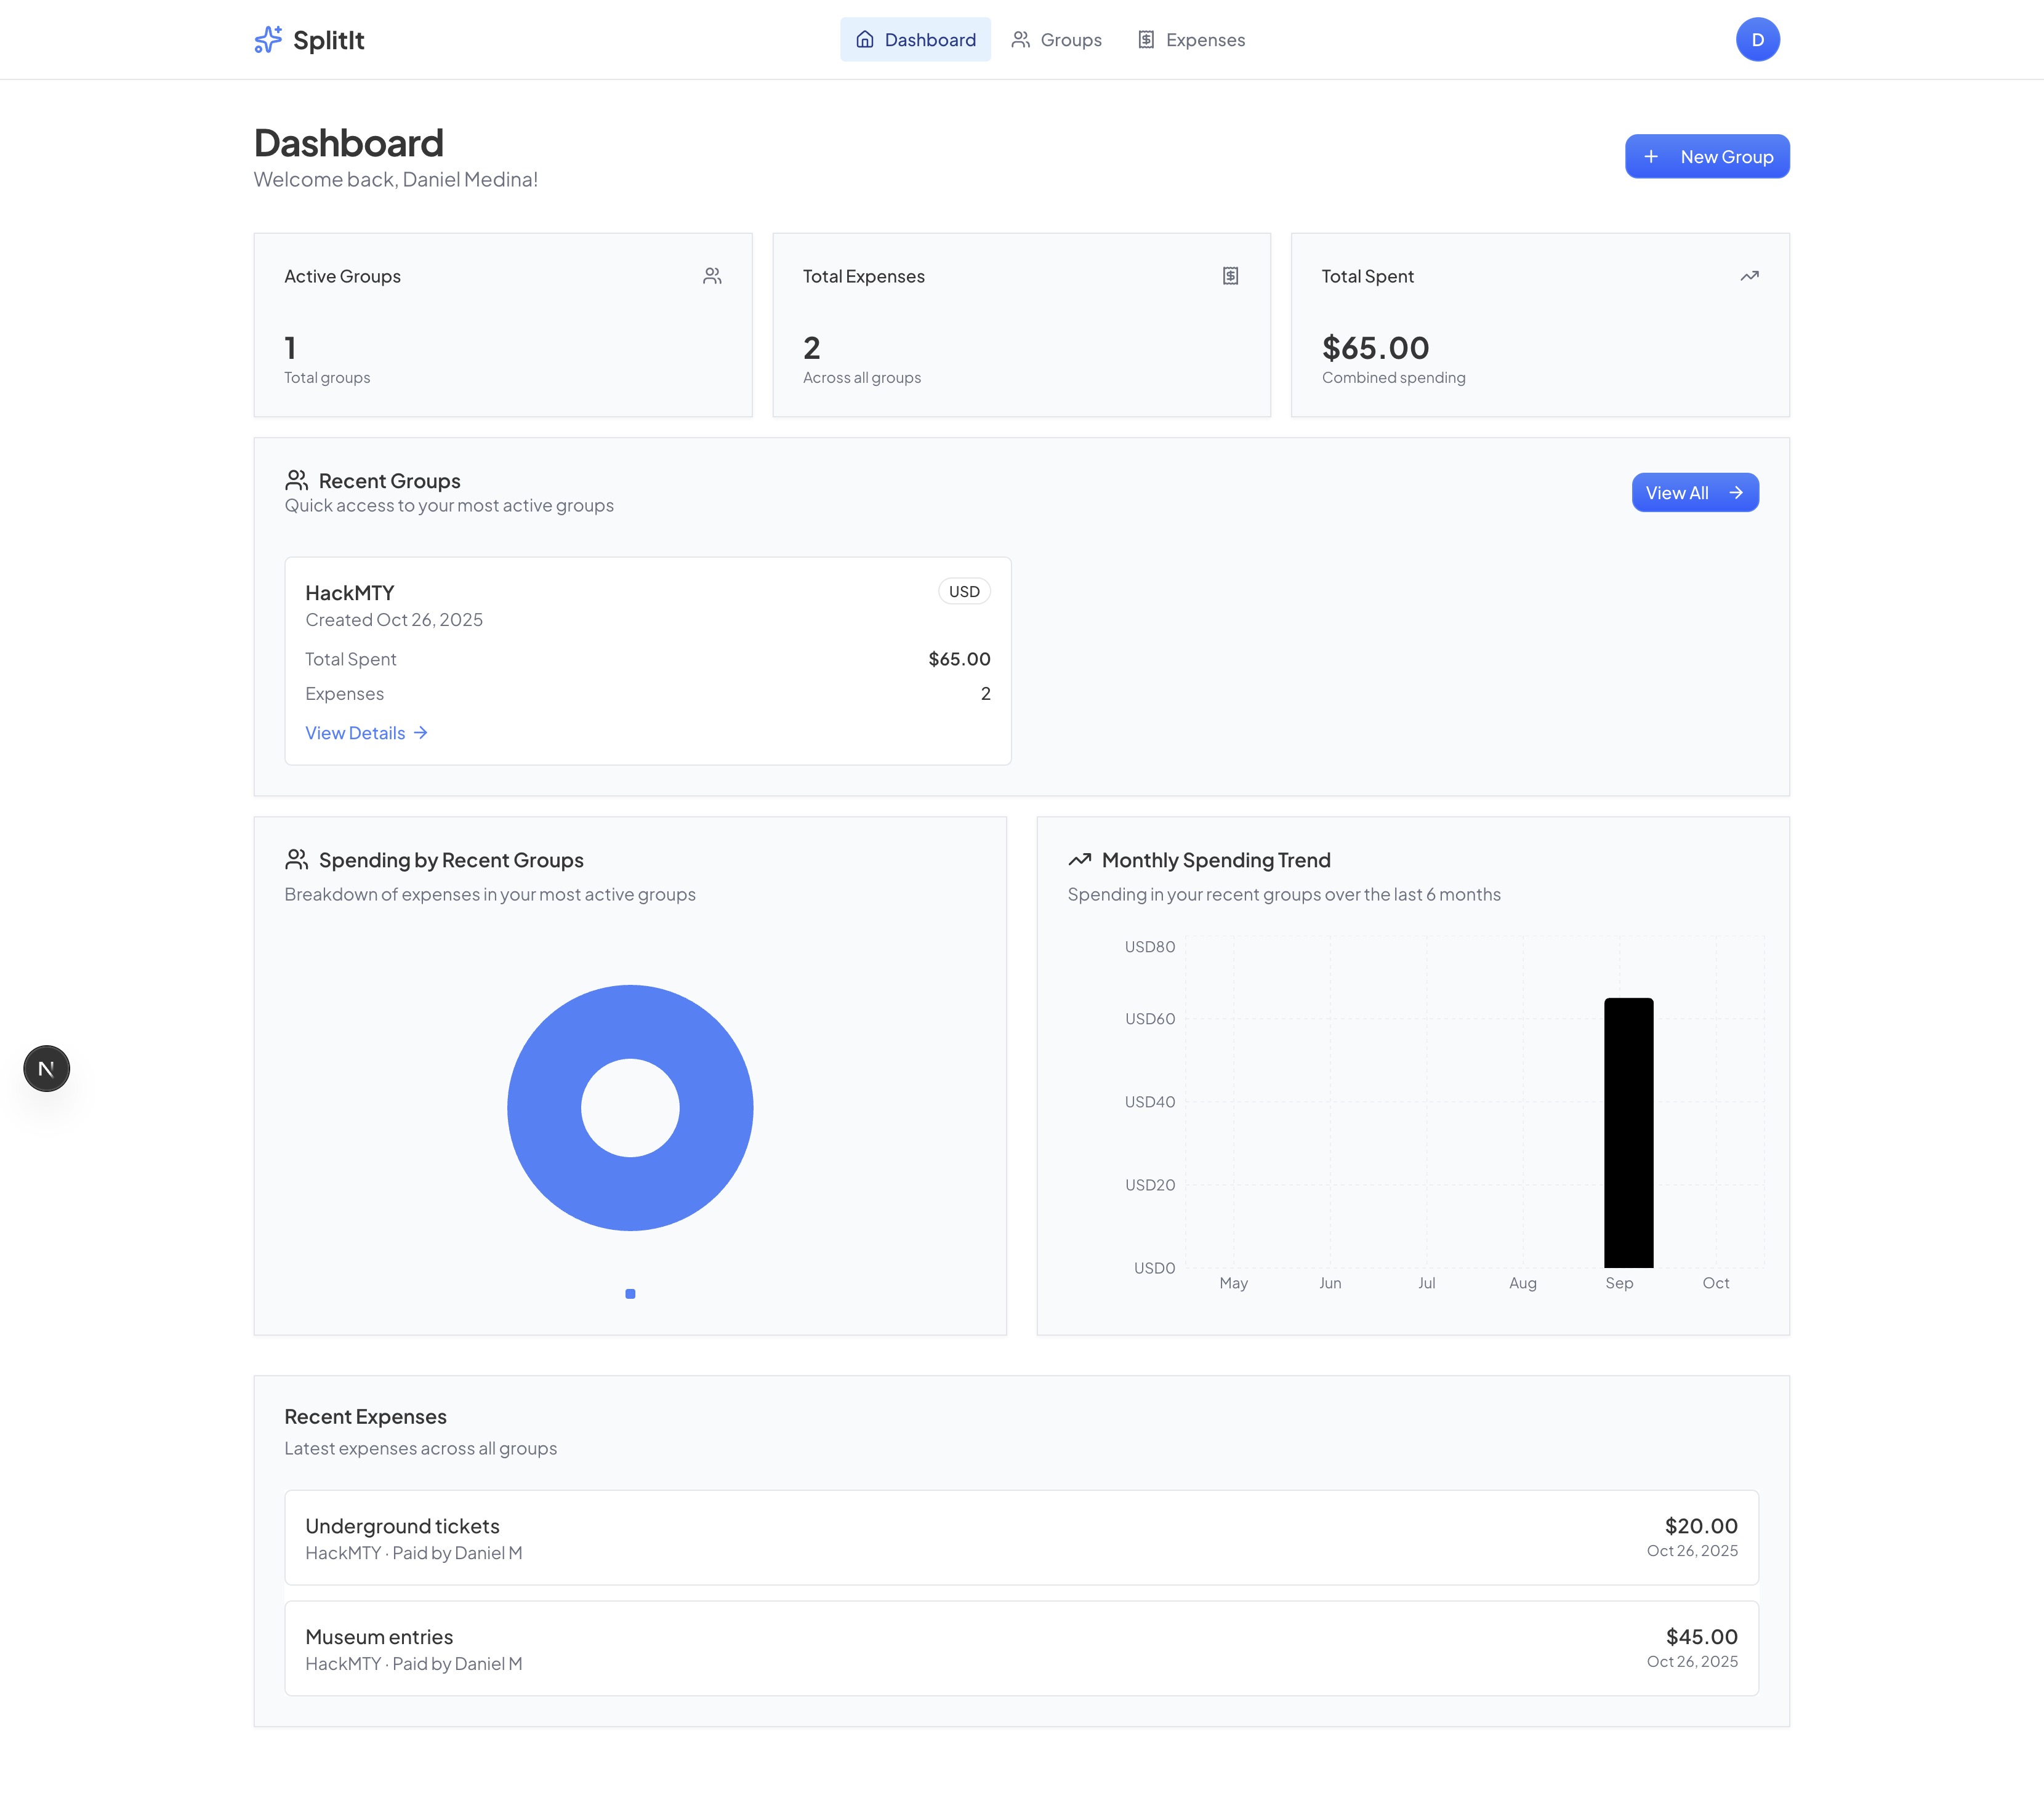 SplitIt
Dashboard
Groups
Expenses
D
Dashboard
Welcome back, Daniel Medina!
New Group
Active Groups
1
Total groups
Total Expenses
2
Across all groups
Total Spent
$65.00
Combined spending
Recent Groups
Quick access to your most active groups
View All
HackMTY
USD
Created Oct 26, 2025
Total Spent
$65.00
Expenses
2
View Details
Spending by Recent Groups
Breakdown of expenses in your most active groups
Monthly Spending Trend
Spending in your recent groups over the last 6 months
USD80
USD60
USD40
USD20
USD0
May
Jun
Jul
Aug
Sep
Oct
N
Recent Expenses
Latest expenses across all groups
Underground tickets
$20.00
HackMTY · Paid by Daniel M
Oct 26, 2025
Museum entries
$45.00
HackMTY · Paid by Daniel M
Oct 26, 2025